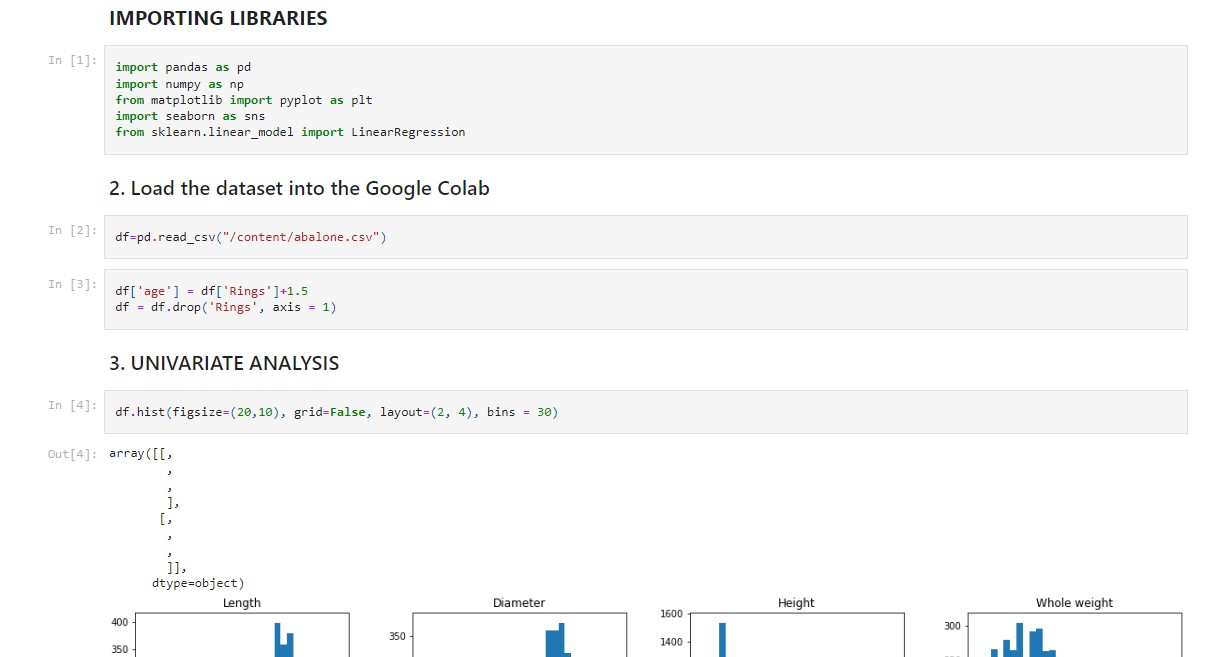 IMPORTING LIBRARIES
In [1]:
import pandas as pd
import numpy as np
from matplotlib import pyplot as plt
import seaborn as sns
from sklearn.linear_model import LinearRegression
2. Load the dataset into the Google Colab
In [2]:
df=pd.read_csv("/content/abalone.csv")
In [3]:
df['age'] = df['Rings']+1.5
df = df.drop('Rings', axis = 1)
3. UNIVARIATE ANALYSIS
In [4]:
df.hist(figsize=(20,10), grid=False, layout=(2, 4), bins = 30)
Out[4]:
array([[,
,
,
],
[,
,
,
]],
dtype=object)
Length
Diameter
Height
Whole weight
400
350
350
1600
1400
300